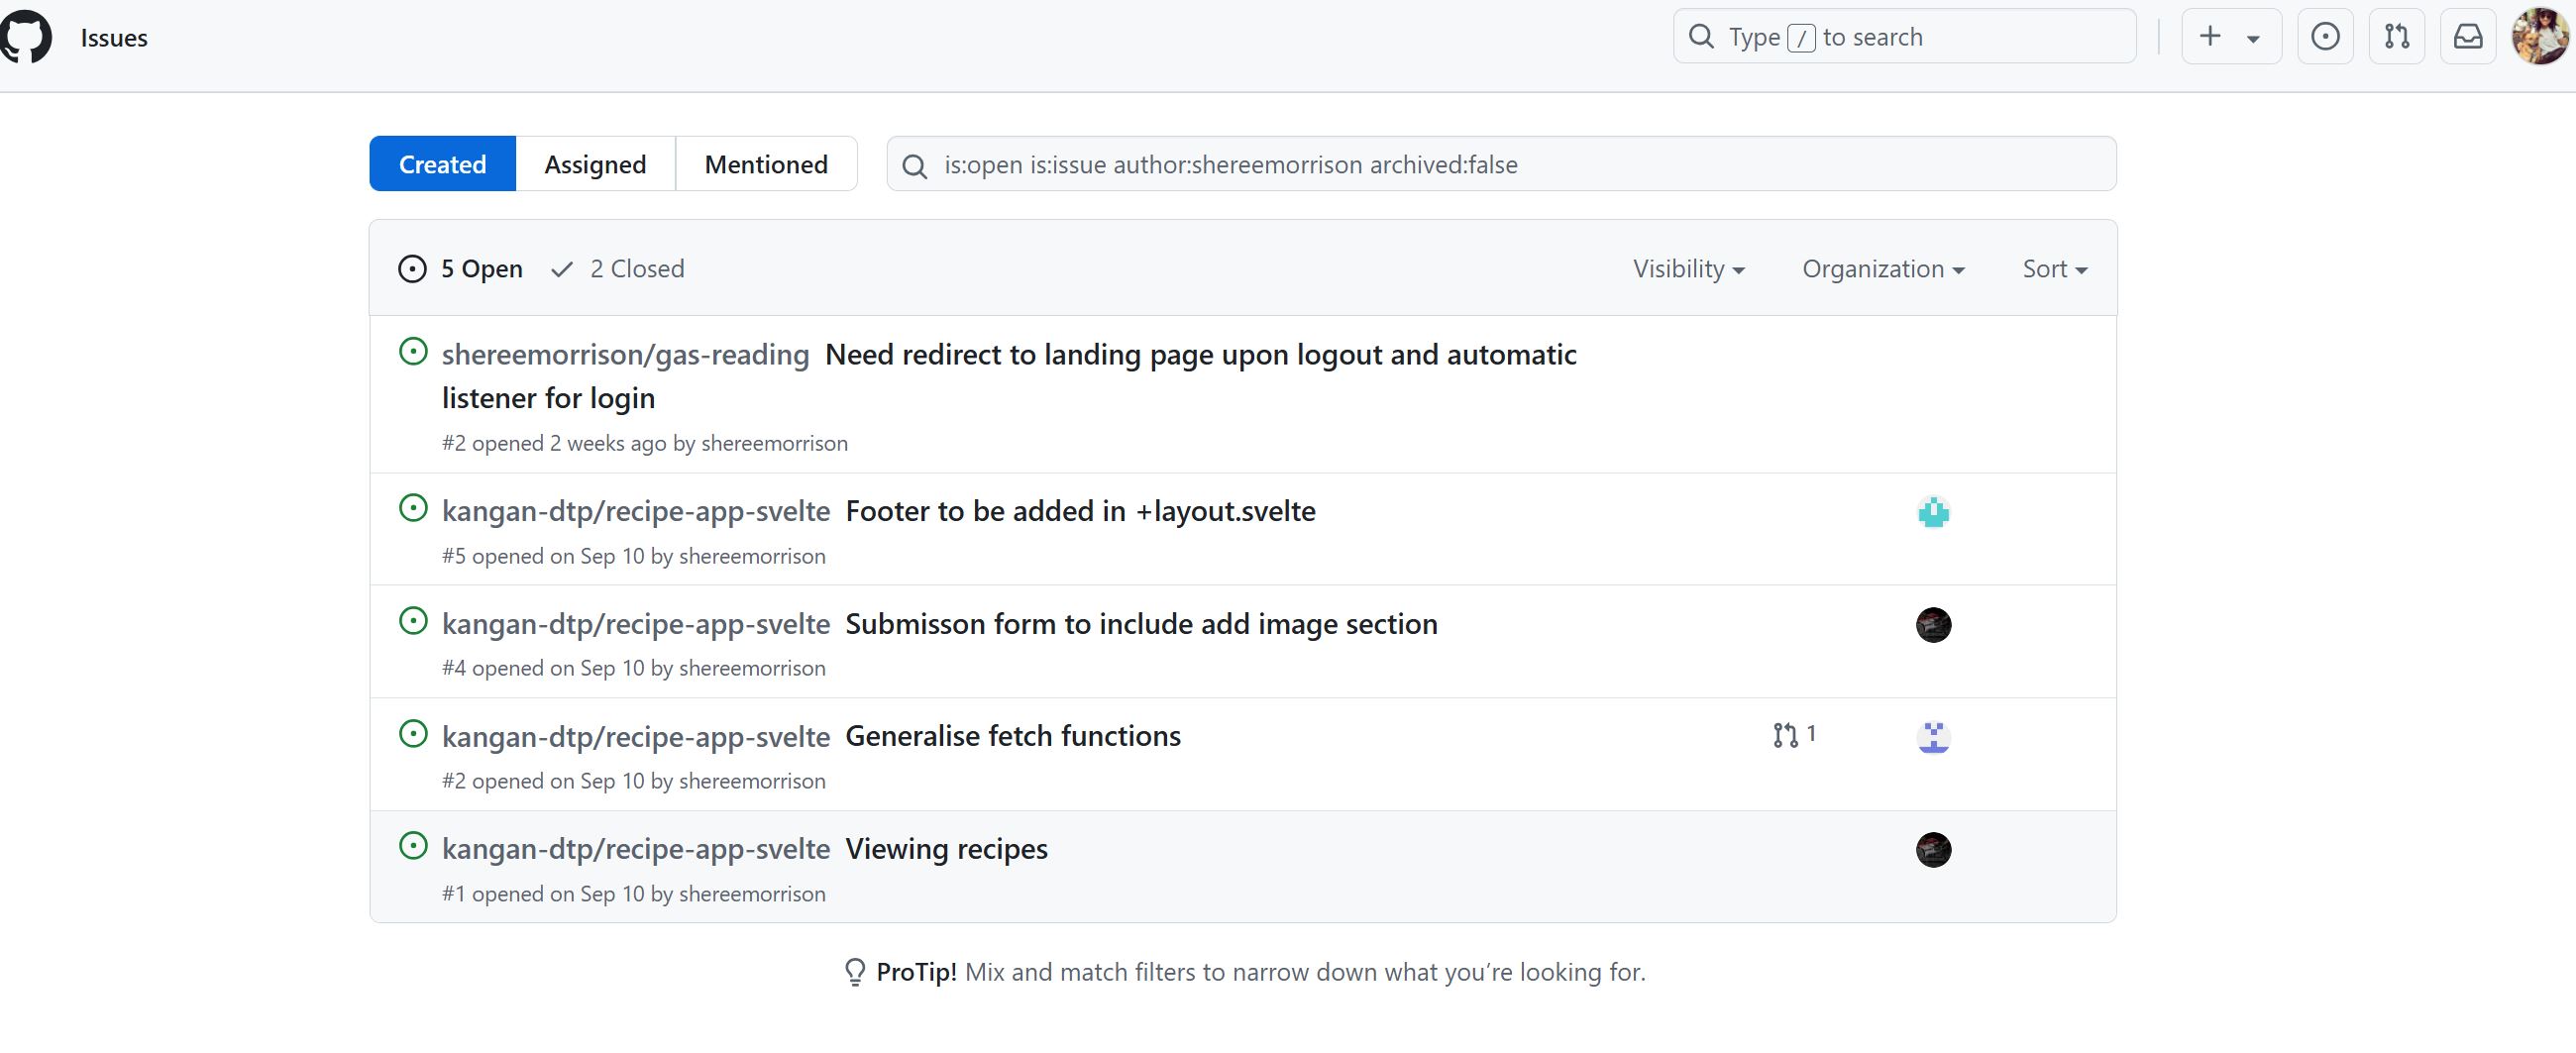 Issues
Type / to search
Created
Assigned
Mentioned
is:open is:issue author:shereemorrison archived:false
5 Open
2 Closed
Visibility
Organization
Sort
shereemorrison/gas-reading Need redirect to landing page upon logout and automatic
listener for login
#2 opened 2 weeks ago by shereemorrison
kangan-dtp/recipe-app-svelte Footer to be added in +layout.svelte
#5 opened on Sep 10 by shereemorrison
kangan-dtp/recipe-app-svelte Submisson form to include add image section
#4 opened on Sep 10 by shereemorrison
kangan-dtp/recipe-app-svelte Generalise fetch functions
1
#2 opened on Sep 10 by shereemorrison
kangan-dtp/recipe-app-svelte Viewing recipes
#1 opened on Sep 10 by shereemorrison
ProTip! Mix and match filters to narrow down what you’re looking for.